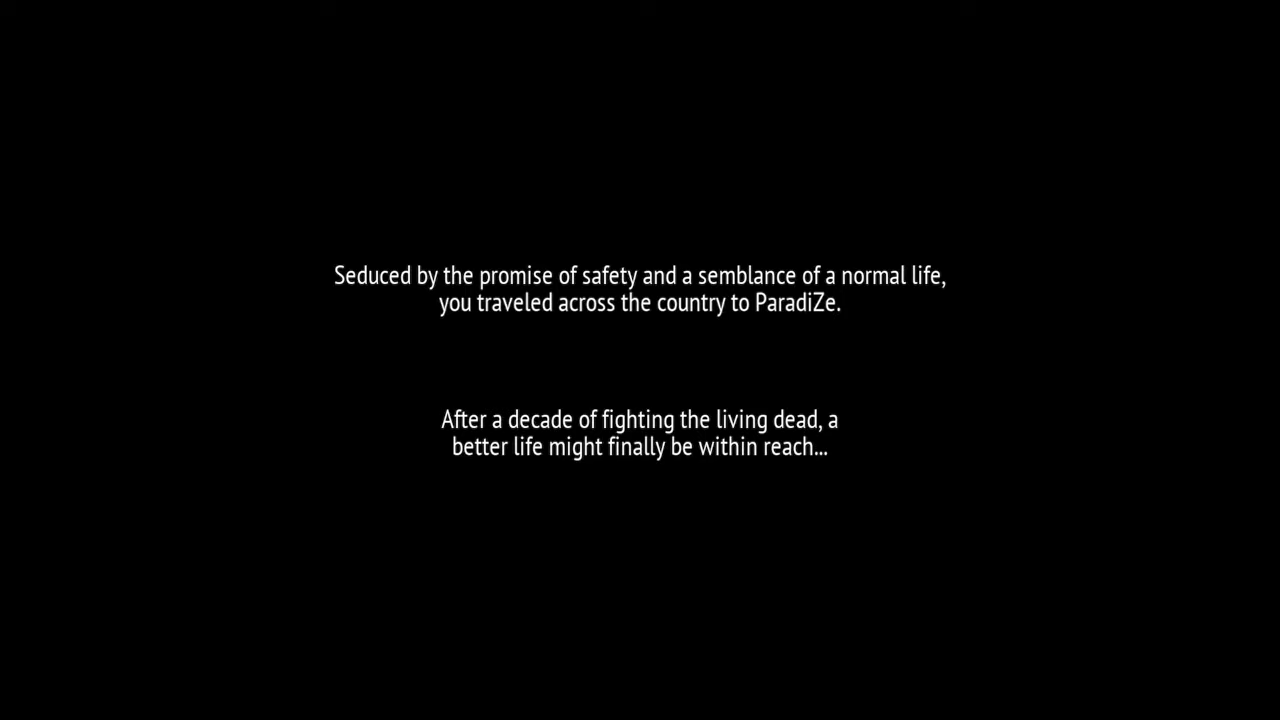 Seduced by the promise of safety and a semblance of a normal life,
you traveled across the country to ParadiZe.
After a decade of fighting the living dead, a
better life might finally be within reach...